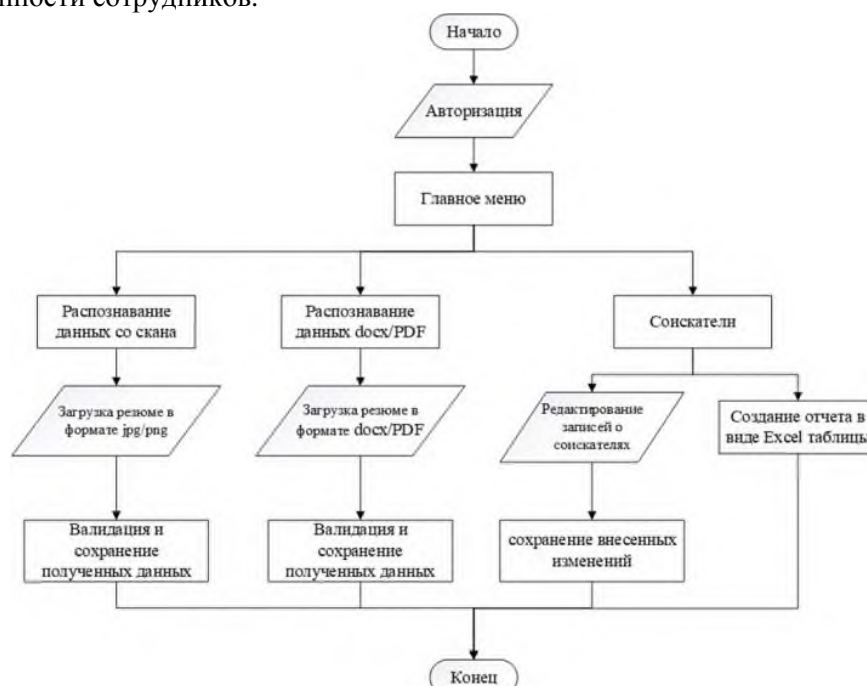 сотрудников.
Начало
Авторизация
Главное меню
Распознавание
данных со скана
Распознавание
данных docx/PDF
Соискатели
Загрузка резюме в
формате jpg/png
Загрузка резюме в
формате docx/PDF
Редактирование
записей о
соискателях
Создание отчета в
виде Excel таблицы
Валидация и
сохранение
полученных данных
Валидация и
сохранение
полученных данных
сохранение внесенных
изменений
Конец